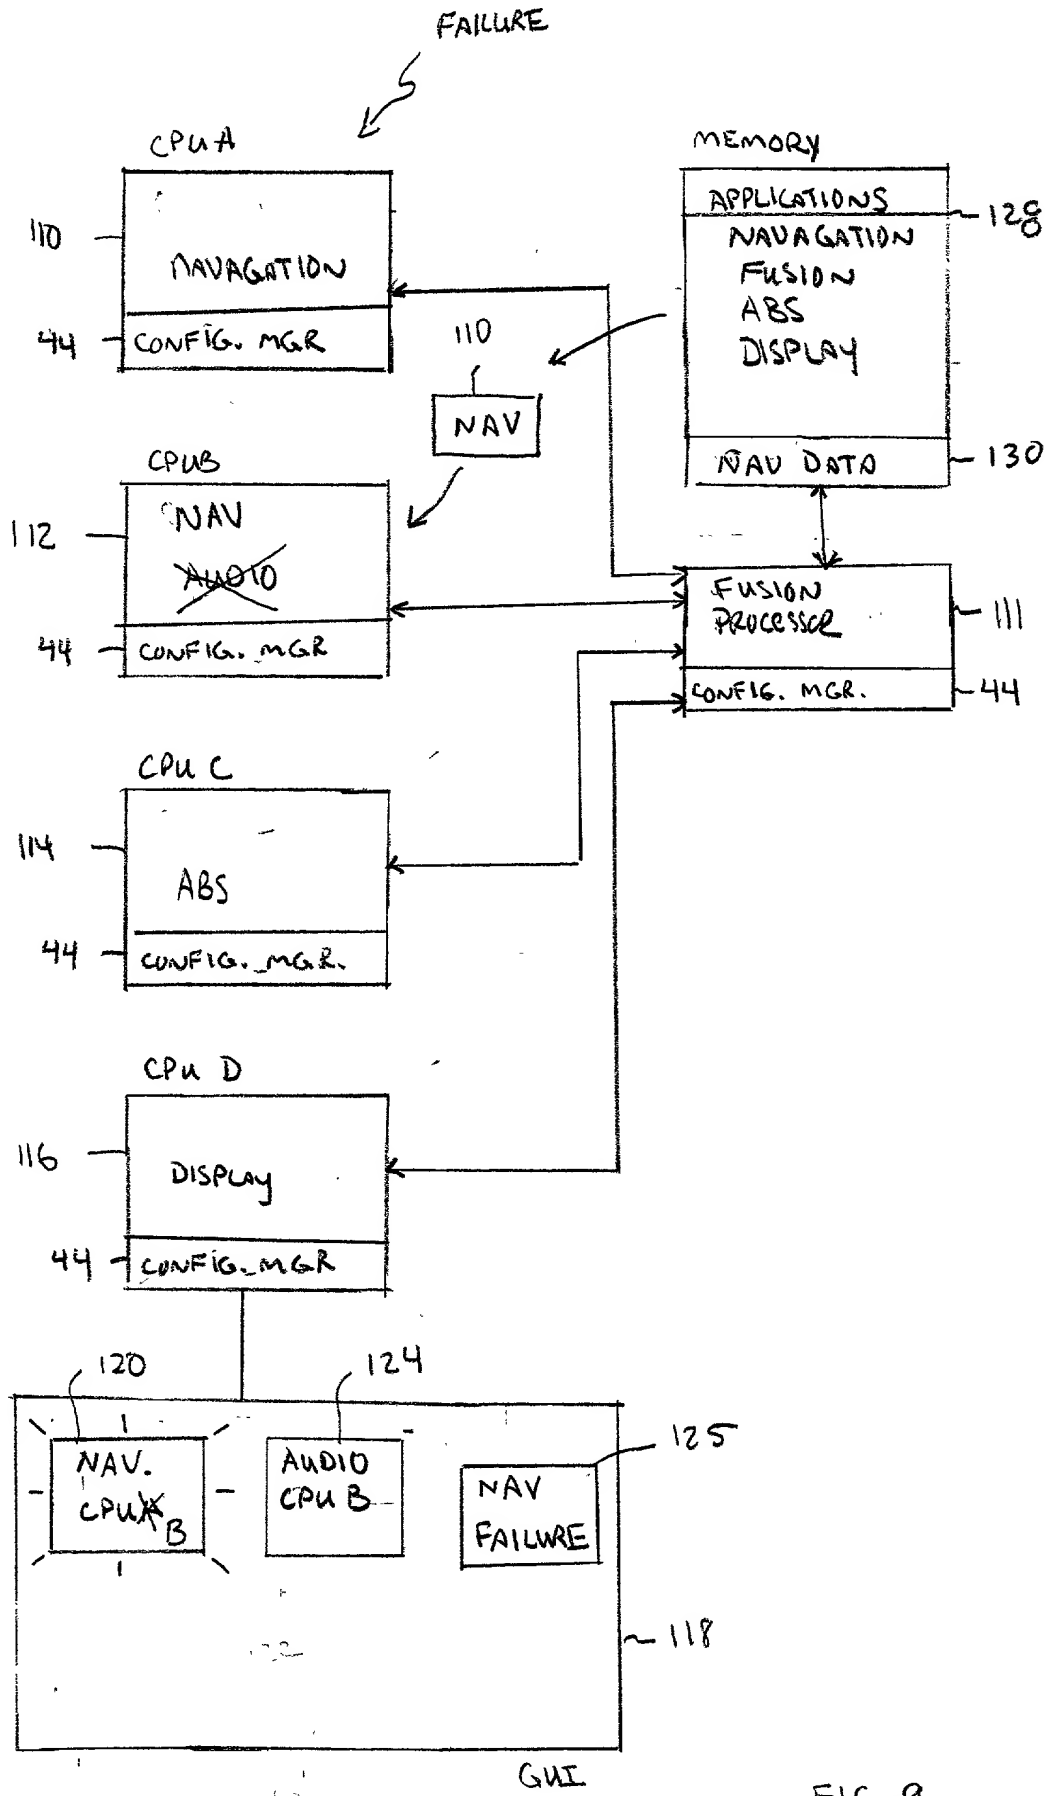 FAILURE
CPU A
110
NAVAGATION
44
CONFIG. MGR
110
NAV
MEMORY
APPLICATIONS
NAVAGATION
FUSION
ABS
DISPLAY
NAV DATA
130
CPU B
112
NAV
AUDIO
44
CONFIG. MGR
FUSION
PROCESSOR
111
CONFIG. MGR.
44
CPU C
114
ABS
44
CONFIG. MGR.
CPU D
116
DISPLAY
44
CONFIG. MGR
120
NAV.
CPU A
B
124
AUDIO
CPU B
125
NAV
FAILURE
118
GUI
FIG. 9